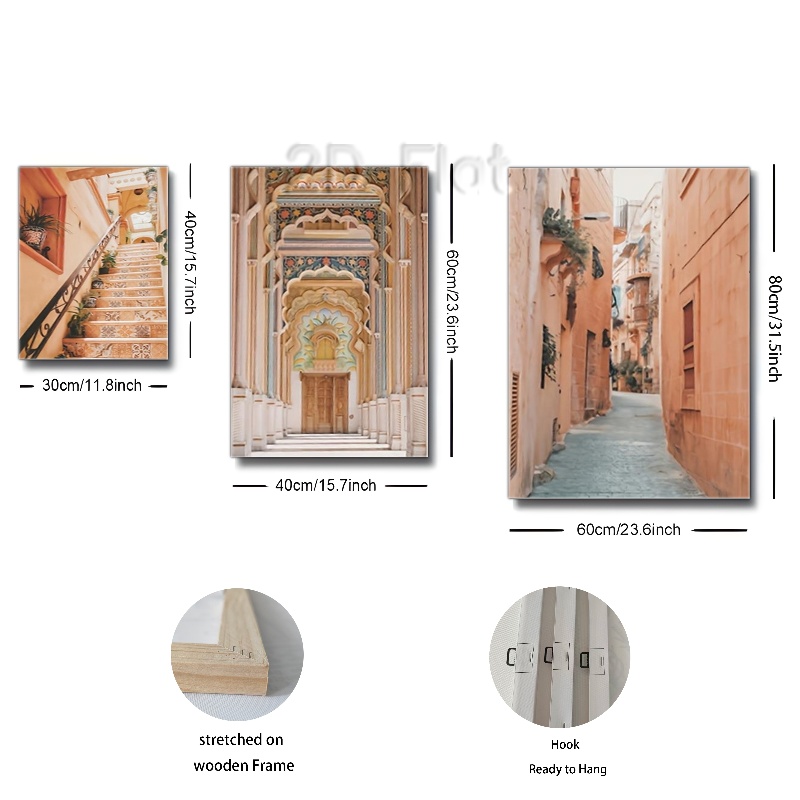 2D Flat
40cm/15.7inch
30cm/11.8inch
60cm/23.6inch
40cm/15.7inch
80cm/31.5inch
60cm/23.6inch
stretched on
wooden Frame
Hook
Ready to Hang